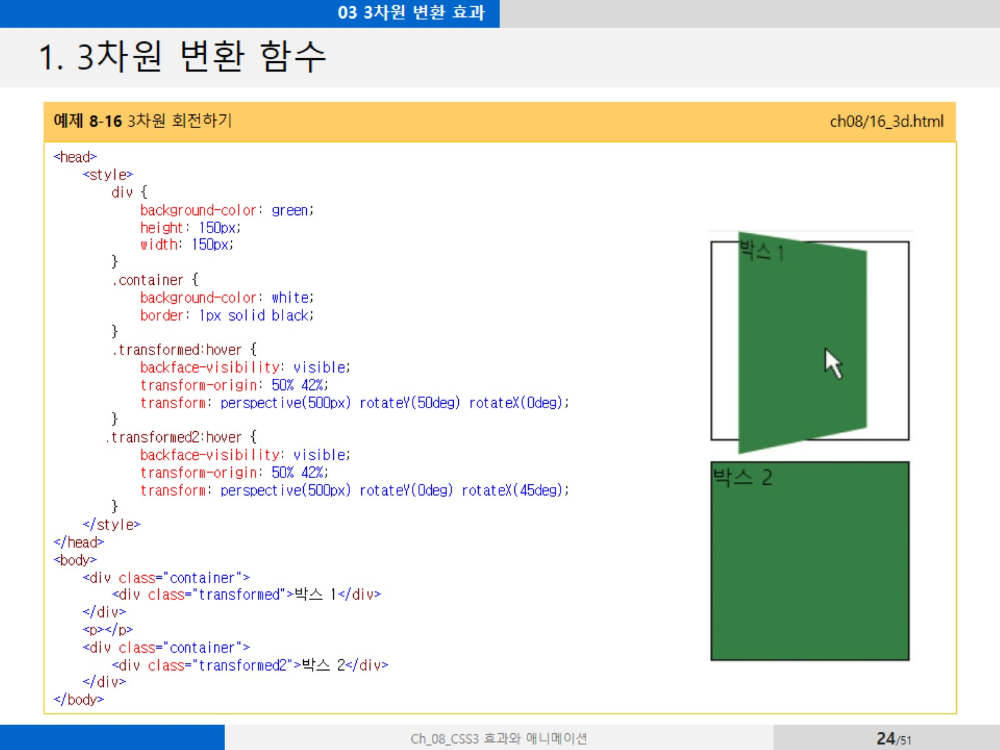 03 3차원 변환 효과
1. 3차원 변환 함수
예제 8-16 3차원 회전하기 ch08/16_3d.html
<head>
<style>
div {
background-color: green;
height: 150px;
width: 150px;
}
.container {
background-color: white;
border: 1px solid black;
}
.transformed:hover {
backface-visibility: visible;
transform-origin: 50% 42%;
transform: perspective(500px) rotateY(50deg) rotateX(0deg);
}
.transformed2:hover {
backface-visibility: visible;
transform-origin: 50% 42%;
transform: perspective(500px) rotateY(0deg) rotateX(45deg);
}
</style>
</head>
<body>
<div class="container">
<div class="transformed">박스 1</div>
</div>
<p></p>
<div class="container">
<div class="transformed2">박스 2</div>
</div>
</body>
박스 1
박스 2
Ch_08_CSS3 효과와 애니메이션
24/51